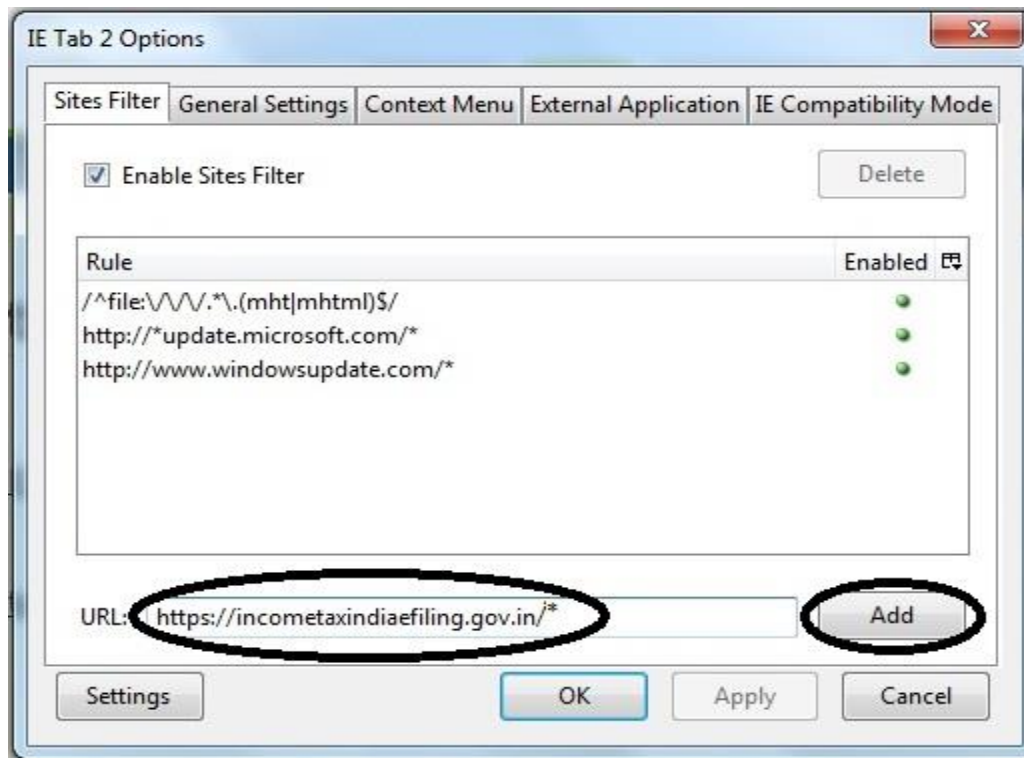 IE Tab 2 Options
Sites Filter General Settings Context Menu External Application IE Compatibility Mode
Enable Sites Filter Delete
Rule Enabled
/^file:\/\/\/.*\.(mht|mhtml)$/
http://*update.microsoft.com/*
http://www.windowsupdate.com/*
URL: https://incometaxindiaefiling.gov.in/* Add
Settings OK Apply Cancel